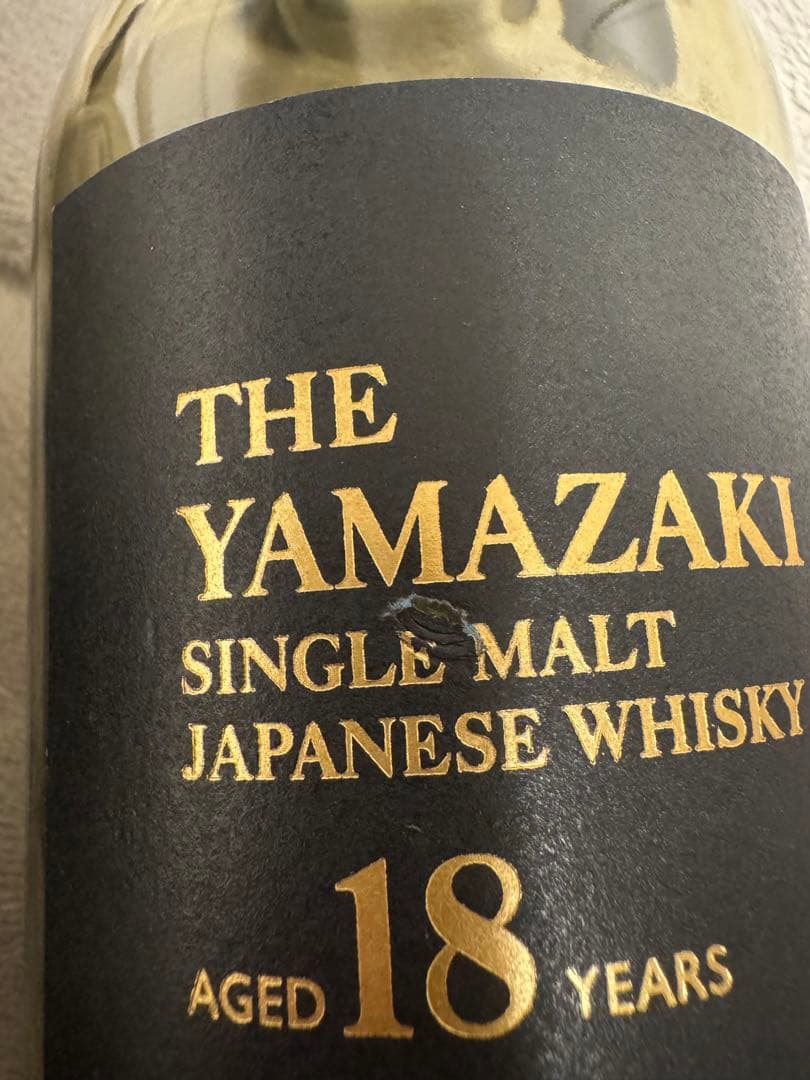 THE
YAMAZAKI
SINGLE MALT
JAPANESE WHISKY
AGED 18 YEARS